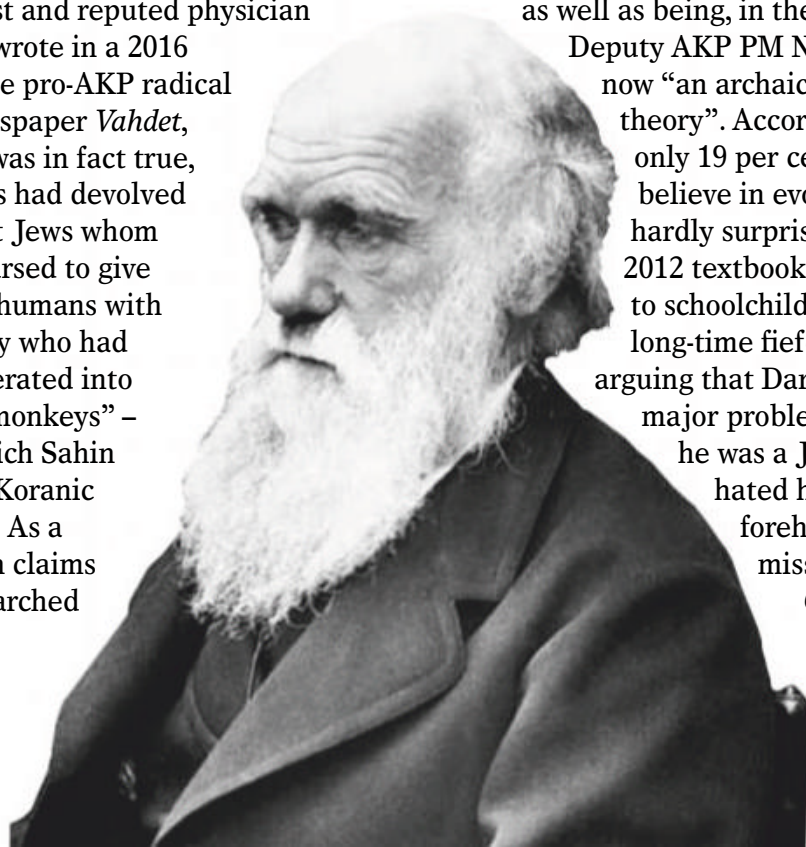 st and reputed physician
wrote in a 2016
e pro-AKP radical
spaper Vahdet,
was in fact true,
s had devolved
t Jews whom
ursed to give
humans with
y who had
erated into
monkeys” –
ich Sahin
Koranic
As a
n claims
arched
as well as being, in the
Deputy AKP PM N
now “an archaic
theory”. Accor
only 19 per ce
believe in evo
hardly surpris
2012 textbook
to schoolchild
long-time fief
arguing that Dar
major proble
he was a J
hated h
foreh
miss